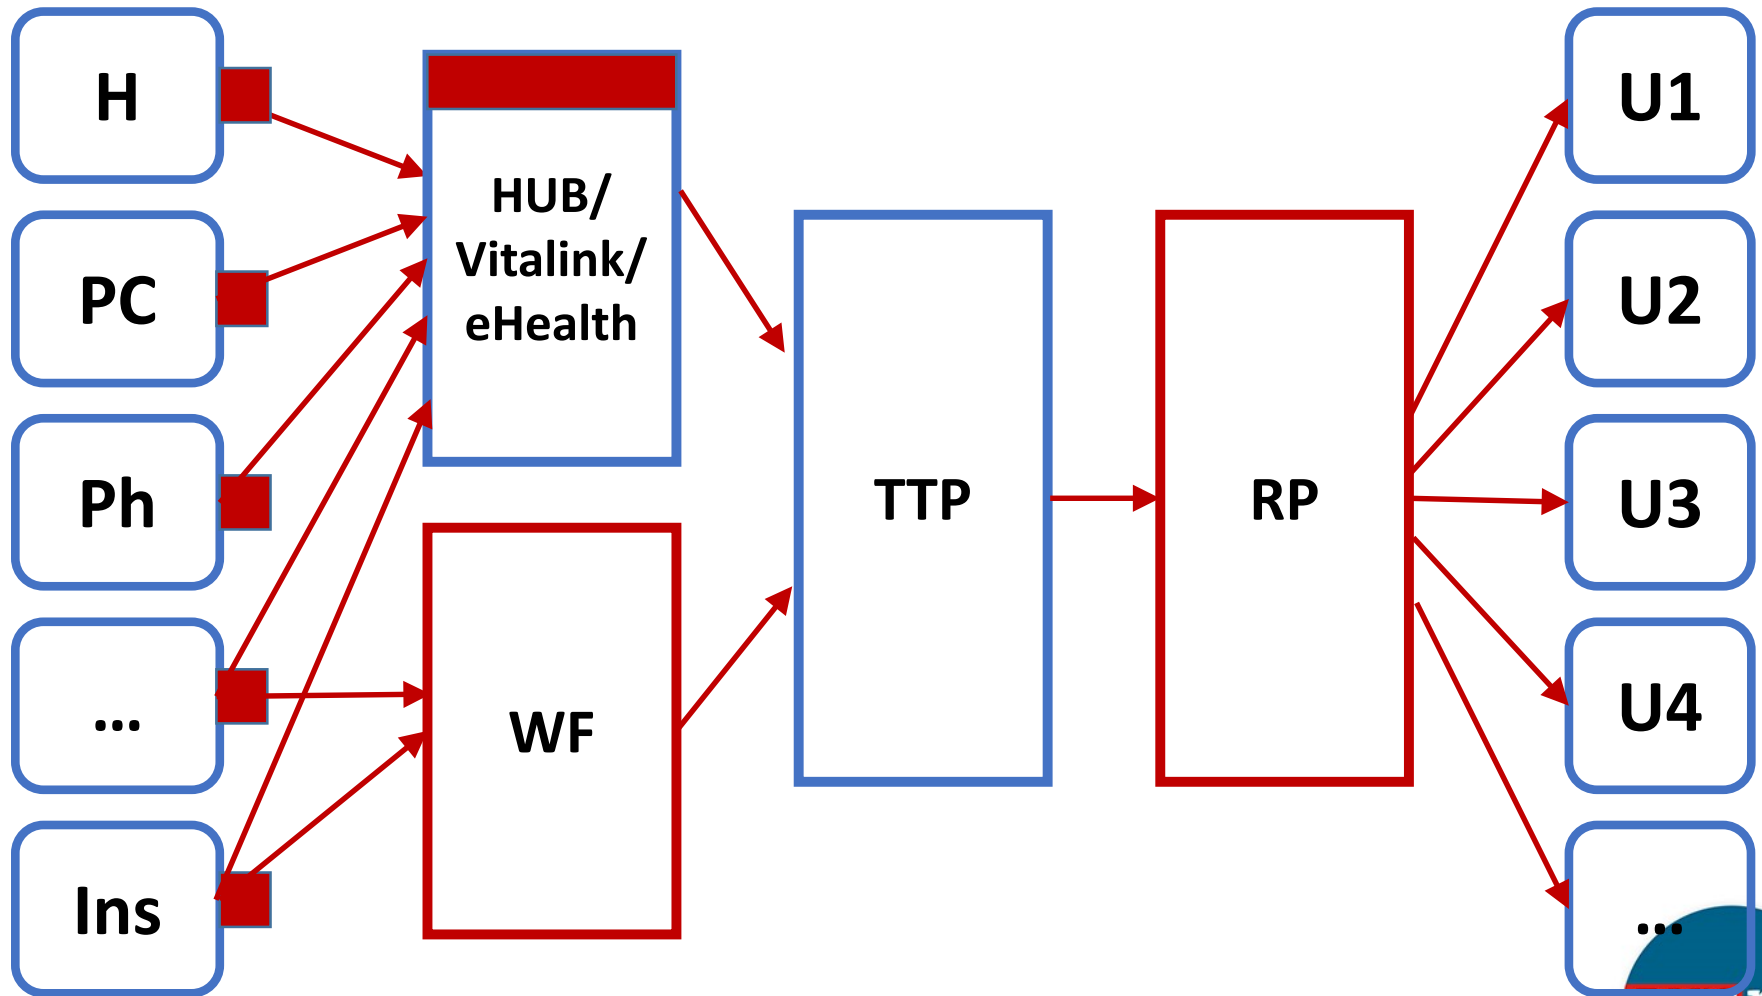 H
PC
Ph
...
Ins
HUB/
Vitalink/
eHealth
WF
TTP
RP
U1
U2
U3
U4
...